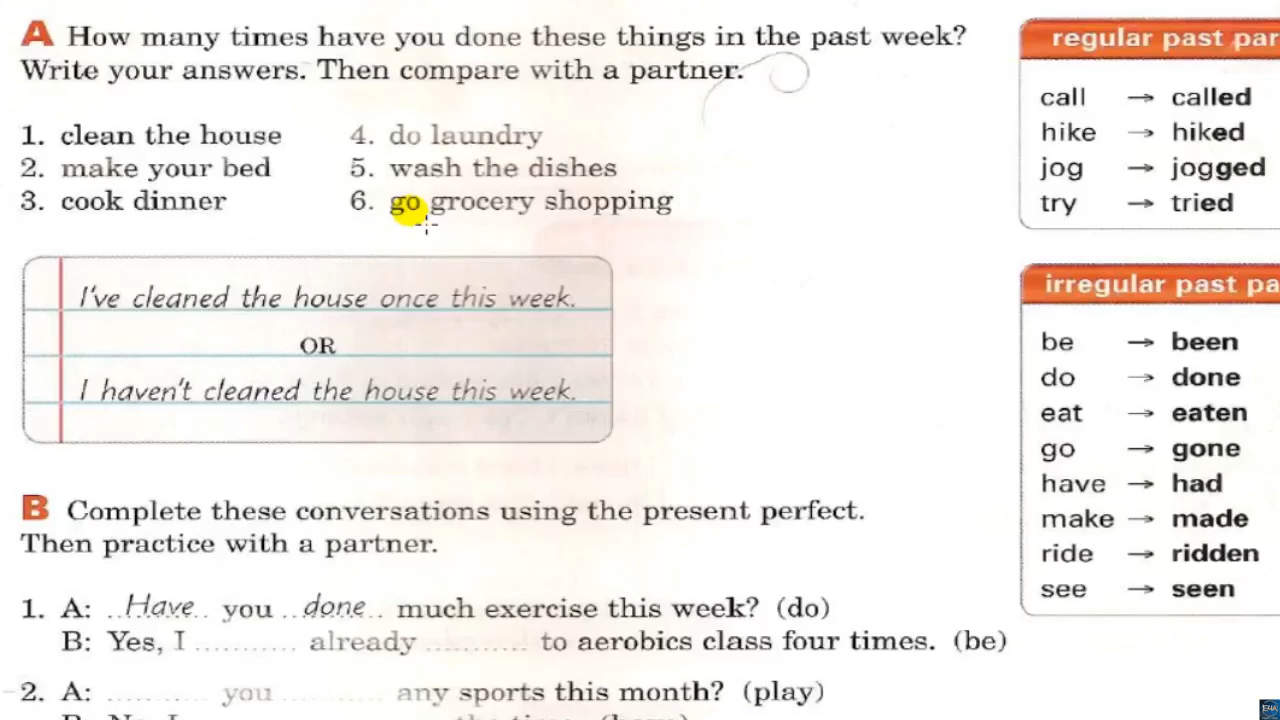 A How many times have you done these things in the past week?
Write your answers. Then compare with a partner.
1. clean the house
2. make your bed
3. cook dinner
4. do laundry
5. wash the dishes
6. go grocery shopping
I've cleaned the house once this week.
OR
I haven't cleaned the house this week.
B Complete these conversations using the present perfect.
Then practice with a partner.
1. A: ..Have.. you ..done.. much exercise this week? (do)
B: Yes, I .......... already .......... to aerobics class four times. (be)
2. A: .......... you .......... any sports this month? (play)
regular past par
call → called
hike → hiked
jog → jogged
try → tried
irregular past pa
be → been
do → done
eat → eaten
go → gone
have → had
make → made
ride → ridden
see → seen